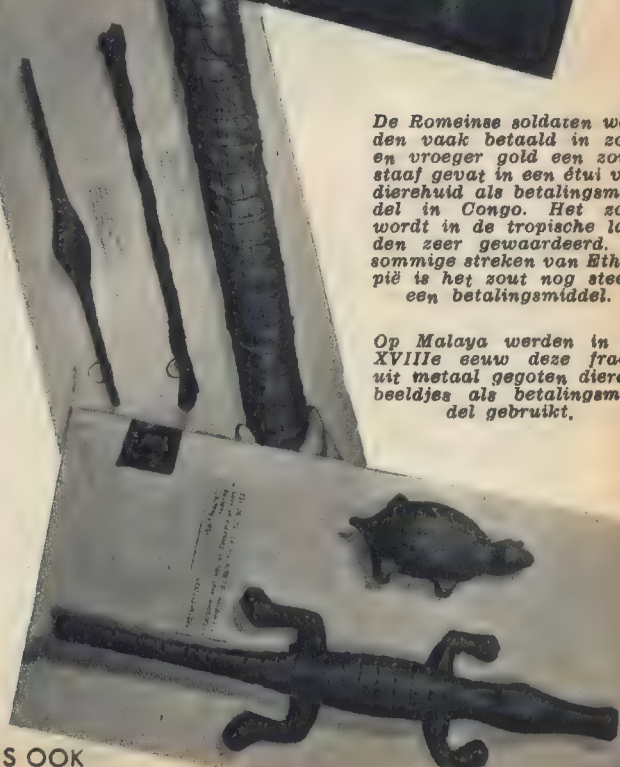 De Romeinse soldaten w
den vaak betaald in zo
en vroeger gold een zo
staaf gevat in een étui v
dierehuid als betalingsm
del in Congo. Het zo
wordt in de tropische la
den zeer gewaardeerd.
sommige streken van Eth
pië is het zout nog stee
een betalingsmiddel.
Op Malaya werden in
XVIIIe eeuw deze fra
uit metaal gegoten diere
beeldjes als betalingsm
del gebruikt.
S OOK